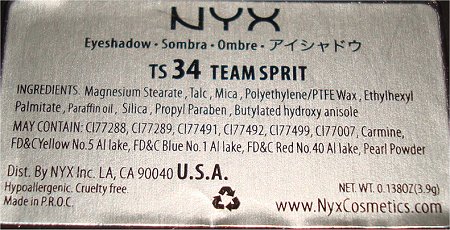 NYX
Eyeshadow · Sombra · Ombre · アイシャドウ
TS 34 TEAM SPRIT
INGREDIENTS: Magnesium Stearate, Talc, Mica, Polyethylene/PTFE Wax, Ethylhexyl
Palmitate, Paraffin oil, Silica, Propyl Paraben, Butylated hydroxy anisole
MAY CONTAIN: CI77288, CI77289, CI77491, CI77492, CI77499, CI77007, Carmine,
FD&CYellow No.5 Al lake, FD&C Blue No.1 Al lake, FD&C Red No.40 Al lake, Pearl Powder
Dist. By NYX Inc. LA, CA 90040 U.S.A.
Hypoallergenic. Cruelty free.
Made in P.R.O.C.
NET. WT. 0.138OZ (3.9g)
www.NyxCosmetics.com